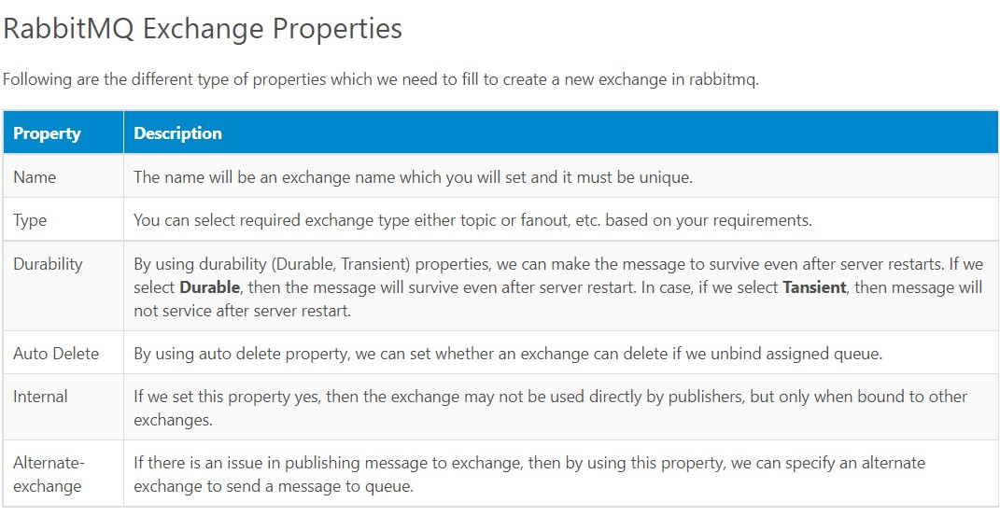 RabbitMQ Exchange Properties
Following are the different type of properties which we need to fill to create a new exchange in rabbitmq.
Property Description
Name The name will be an exchange name which you will set and it must be unique.
Type You can select required exchange type either topic or fanout, etc. based on your requirements.
Durability By using durability (Durable, Transient) properties, we can make the message to survive even after server restarts. If we
select Durable, then the message will survive even after server restart. In case, if we select Tansient, then message will
not service after server restart.
Auto Delete By using auto delete property, we can set whether an exchange can delete if we unbind assigned queue.
Internal If we set this property yes, then the exchange may not be used directly by publishers, but only when bound to other
exchanges.
Alternate- If there is an issue in publishing message to exchange, then by using this property, we can specify an alternate
exchange exchange to send a message to queue.